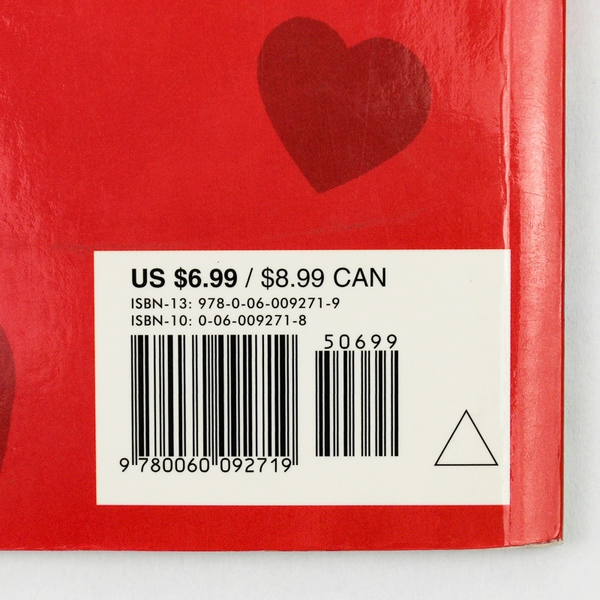 US $6.99 / $8.99 CAN
ISBN-13: 978-0-06-009271-9
ISBN-10: 0-06-009271-8
50699
9 780060 092719